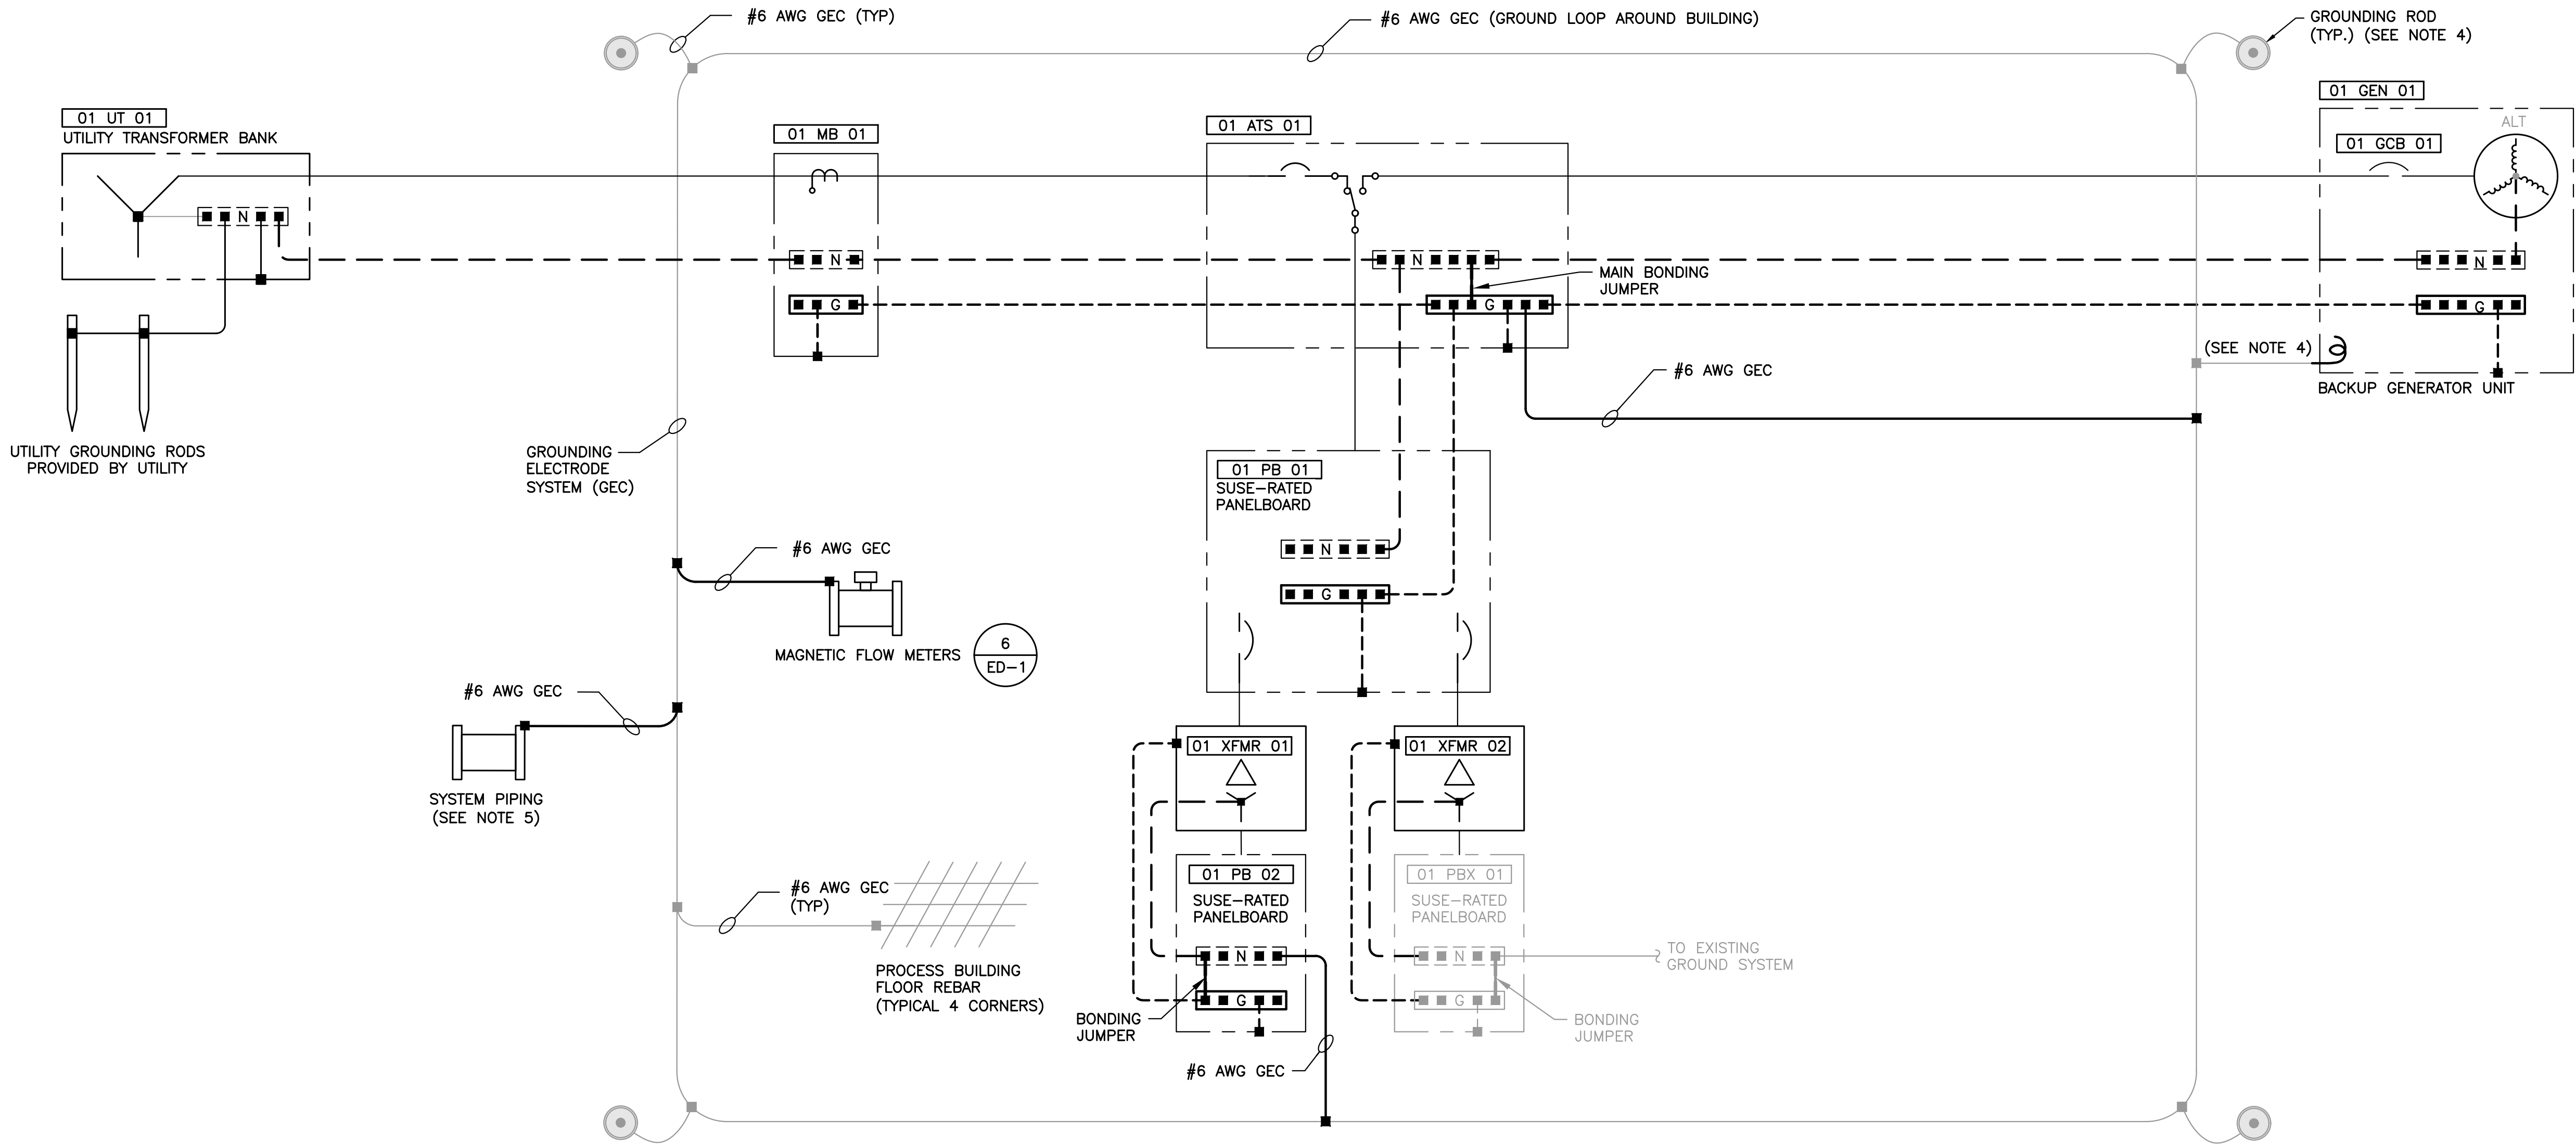 #6 AWG GEC (TYP)
#6 AWG GEC (GROUND LOOP AROUND BUILDING)
GROUNDING ROD
(TYP.) (SEE NOTE 4)
01 UT 01
UTILITY TRANSFORMER BANK
N
UTILITY GROUNDING RODS
PROVIDED BY UTILITY
01 MB 01
N
G
01 ATS 01
N
G
MAIN BONDING
JUMPER
#6 AWG GEC
01 GEN 01
ALT
01 GCB 01
N
G
(SEE NOTE 4)
BACKUP GENERATOR UNIT
GROUNDING
ELECTRODE
SYSTEM (GEC)
01 PB 01
SUSE-RATED
PANELBOARD
N
G
#6 AWG GEC
MAGNETIC FLOW METERS
6
ED-1
#6 AWG GEC
SYSTEM PIPING
(SEE NOTE 5)
#6 AWG GEC
(TYP)
PROCESS BUILDING
FLOOR REBAR
(TYPICAL 4 CORNERS)
01 XFMR 01
01 PB 02
SUSE-RATED
PANELBOARD
N
G
BONDING
JUMPER
#6 AWG GEC
01 XFMR 02
01 PBX 01
SUSE-RATED
PANELBOARD
N
G
TO EXISTING
GROUND SYSTEM
BONDING
JUMPER